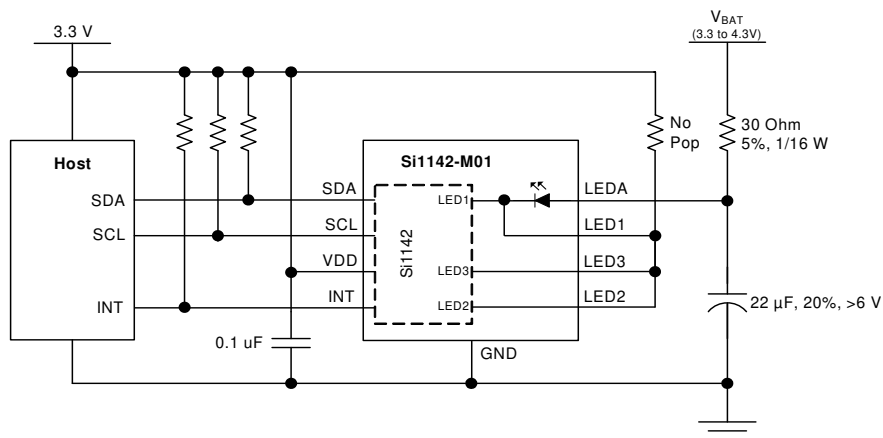 3.3 V
VBAT
(3.3 to 4.3V)
No
Pop
30 Ohm
5%, 1/16 W
Host
Si1142-M01
SDA
SDA
LED1
LEDA
SCL
SCL
LED1
Si1142
VDD
LED3
LED3
INT
INT
LED2
LED2
22 µF, 20%, >6 V
0.1 uF
GND